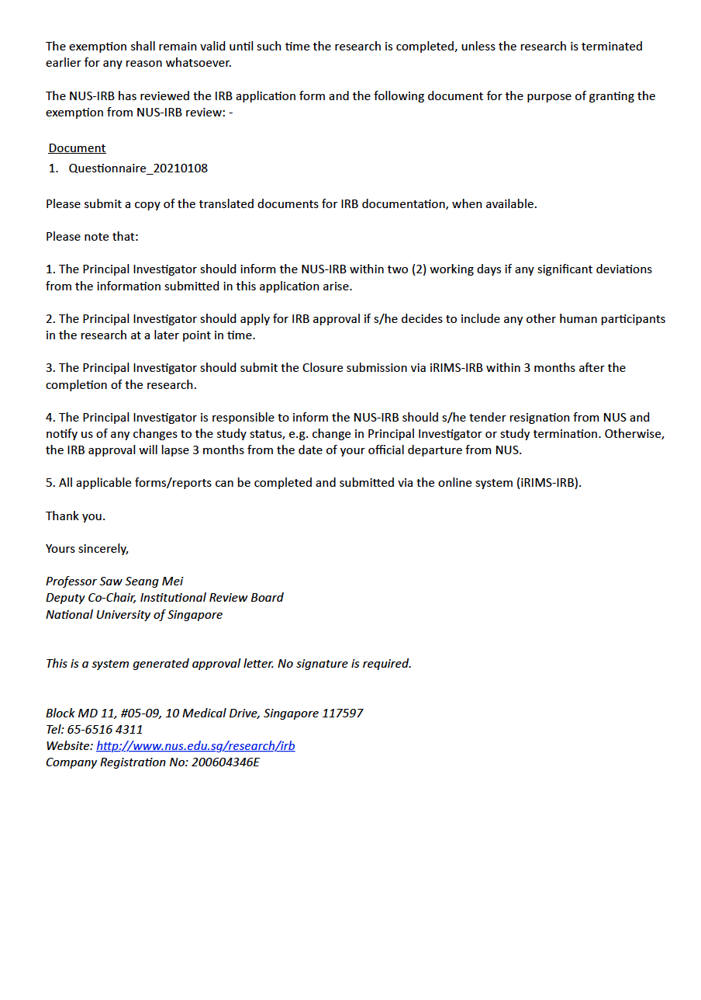 The exemption shall remain valid until such time the research is completed, unless the research is terminated
earlier for any reason whatsoever.
The NUS-IRB has reviewed the IRB application form and the following document for the purpose of granting the
exemption from NUS-IRB review: -
Document
1. Questionnaire_20210108
Please submit a copy of the translated documents for IRB documentation, when available.
Please note that:
1. The Principal Investigator should inform the NUS-IRB within two (2) working days if any significant deviations
from the information submitted in this application arise.
2. The Principal Investigator should apply for IRB approval if s/he decides to include any other human participants
in the research at a later point in time.
3. The Principal Investigator should submit the Closure submission via iRIMS-IRB within 3 months after the
completion of the research.
4. The Principal Investigator is responsible to inform the NUS-IRB should s/he tender resignation from NUS and
notify us of any changes to the study status, e.g. change in Principal Investigator or study termination. Otherwise,
the IRB approval will lapse 3 months from the date of your official departure from NUS.
5. All applicable forms/reports can be completed and submitted via the online system (iRIMS-IRB).
Thank you.
Yours sincerely,
Professor Saw Seang Mei
Deputy Co-Chair, Institutional Review Board
National University of Singapore
This is a system generated approval letter. No signature is required.
Block MD 11, #05-09, 10 Medical Drive, Singapore 117597
Tel: 65-6516 4311
Website: http://www.nus.edu.sg/research/irb
Company Registration No: 200604346E